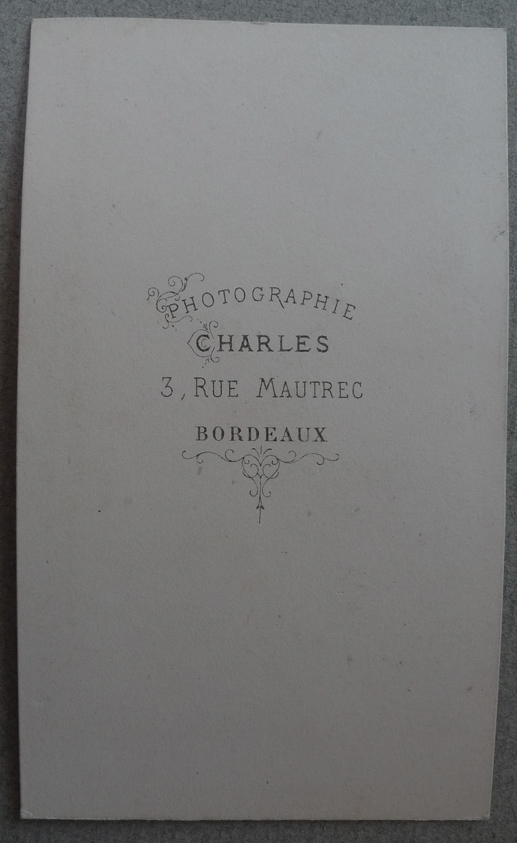 PHOTOGRAPHIE
CHARLES
3, RUE MAUTREC
BORDEAUX